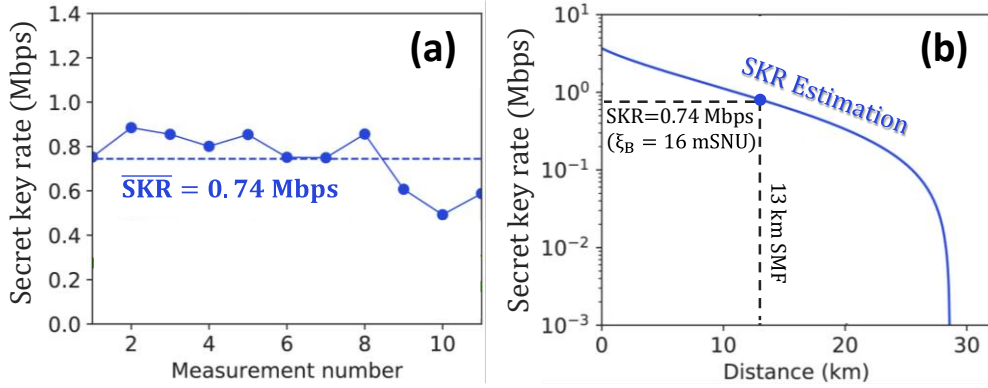 (a)
Secret key rate (Mbps)
1.4
1.2
1.0
0.8
0.6
0.4
0.2
0.0
SKR = 0.74 Mbps
2
4
6
8
10
Measurement number
(b)
Secret key rate (Mbps)
10¹
10⁰
10⁻¹
10⁻²
10⁻³
SKR Estimation
SKR=0.74 Mbps
(ξB = 16 mSNU)
13 km SMF
0
10
20
30
Distance (km)